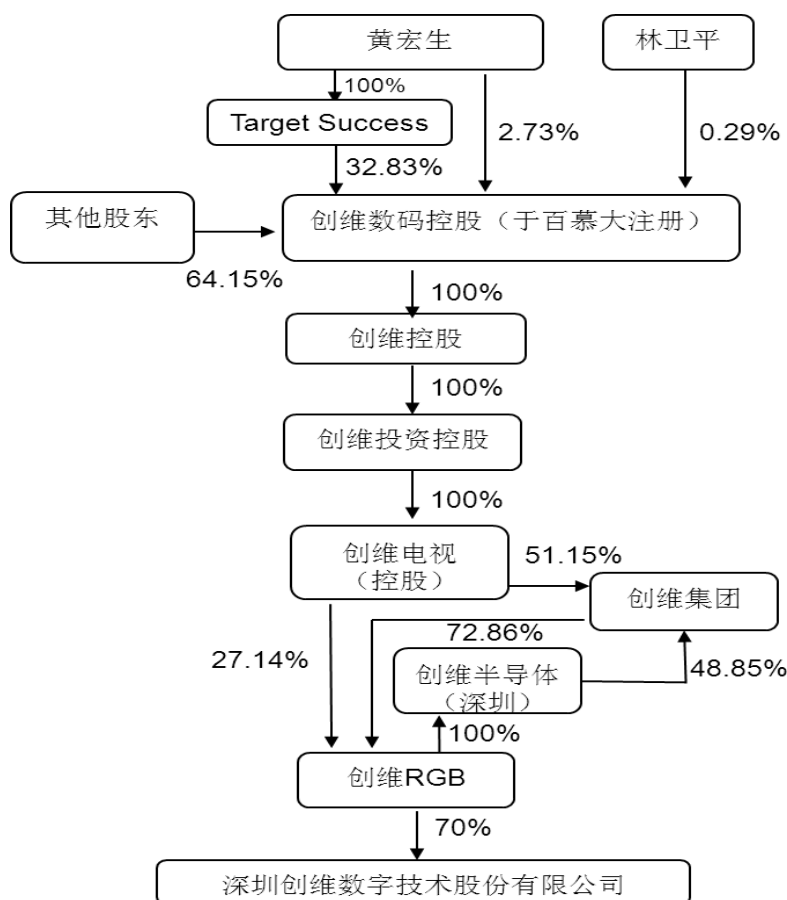 黄宏生
林卫平
100%
Target Success
2.73%
0.29%
32.83%
其他股东
创维数码控股（于百慕大注册）
64.15%
100%
创维控股
100%
创维投资控股
100%
创维电视
（控股）
51.15%
创维集团
72.86%
27.14%
创维半导体
（深圳）
48.85%
100%
创维RGB
70%
深圳创维数字技术股份有限公司